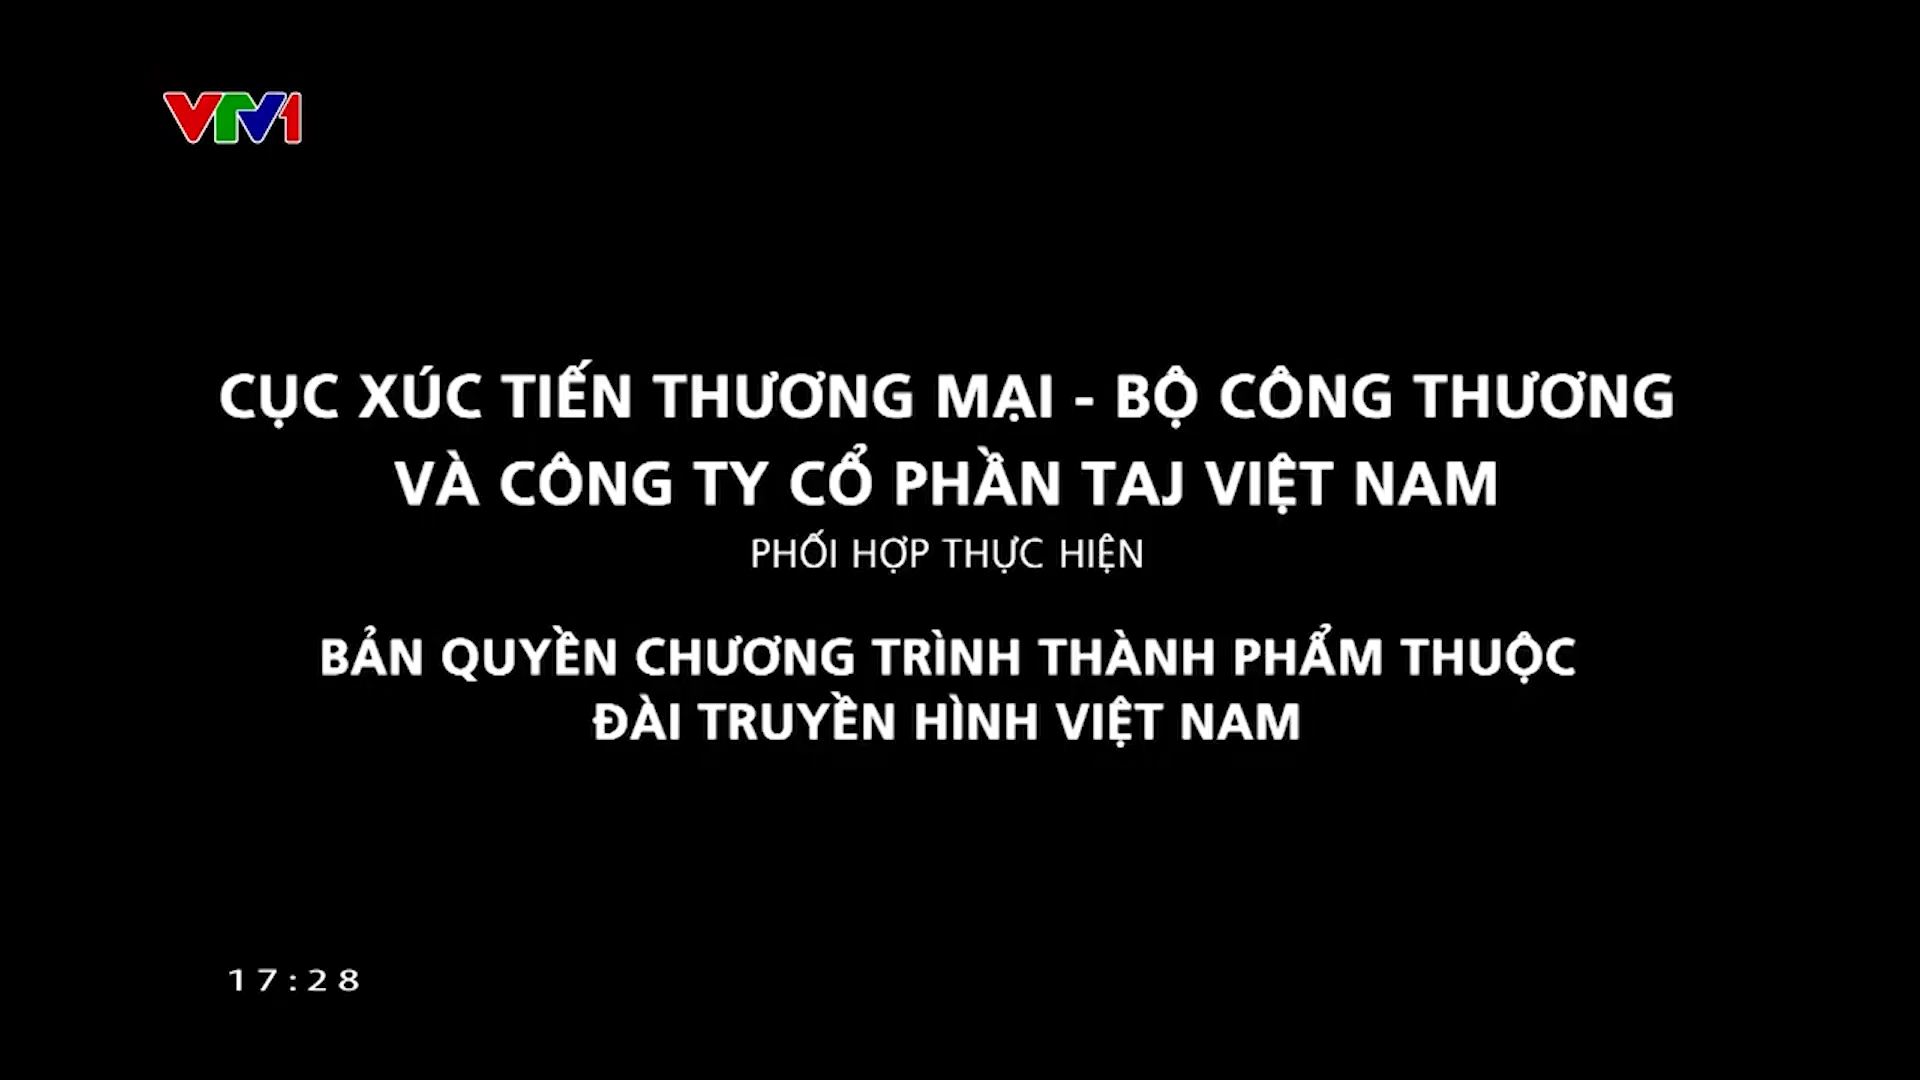 VTV1
CỤC XÚC TIẾN THƯƠNG MẠI - BỘ CÔNG THƯƠNG
VÀ CÔNG TY CỔ PHẦN TAJ VIỆT NAM
PHỐI HỢP THỰC HIỆN
BẢN QUYỀN CHƯƠNG TRÌNH THÀNH PHẨM THUỘC
ĐÀI TRUYỀN HÌNH VIỆT NAM
17:28